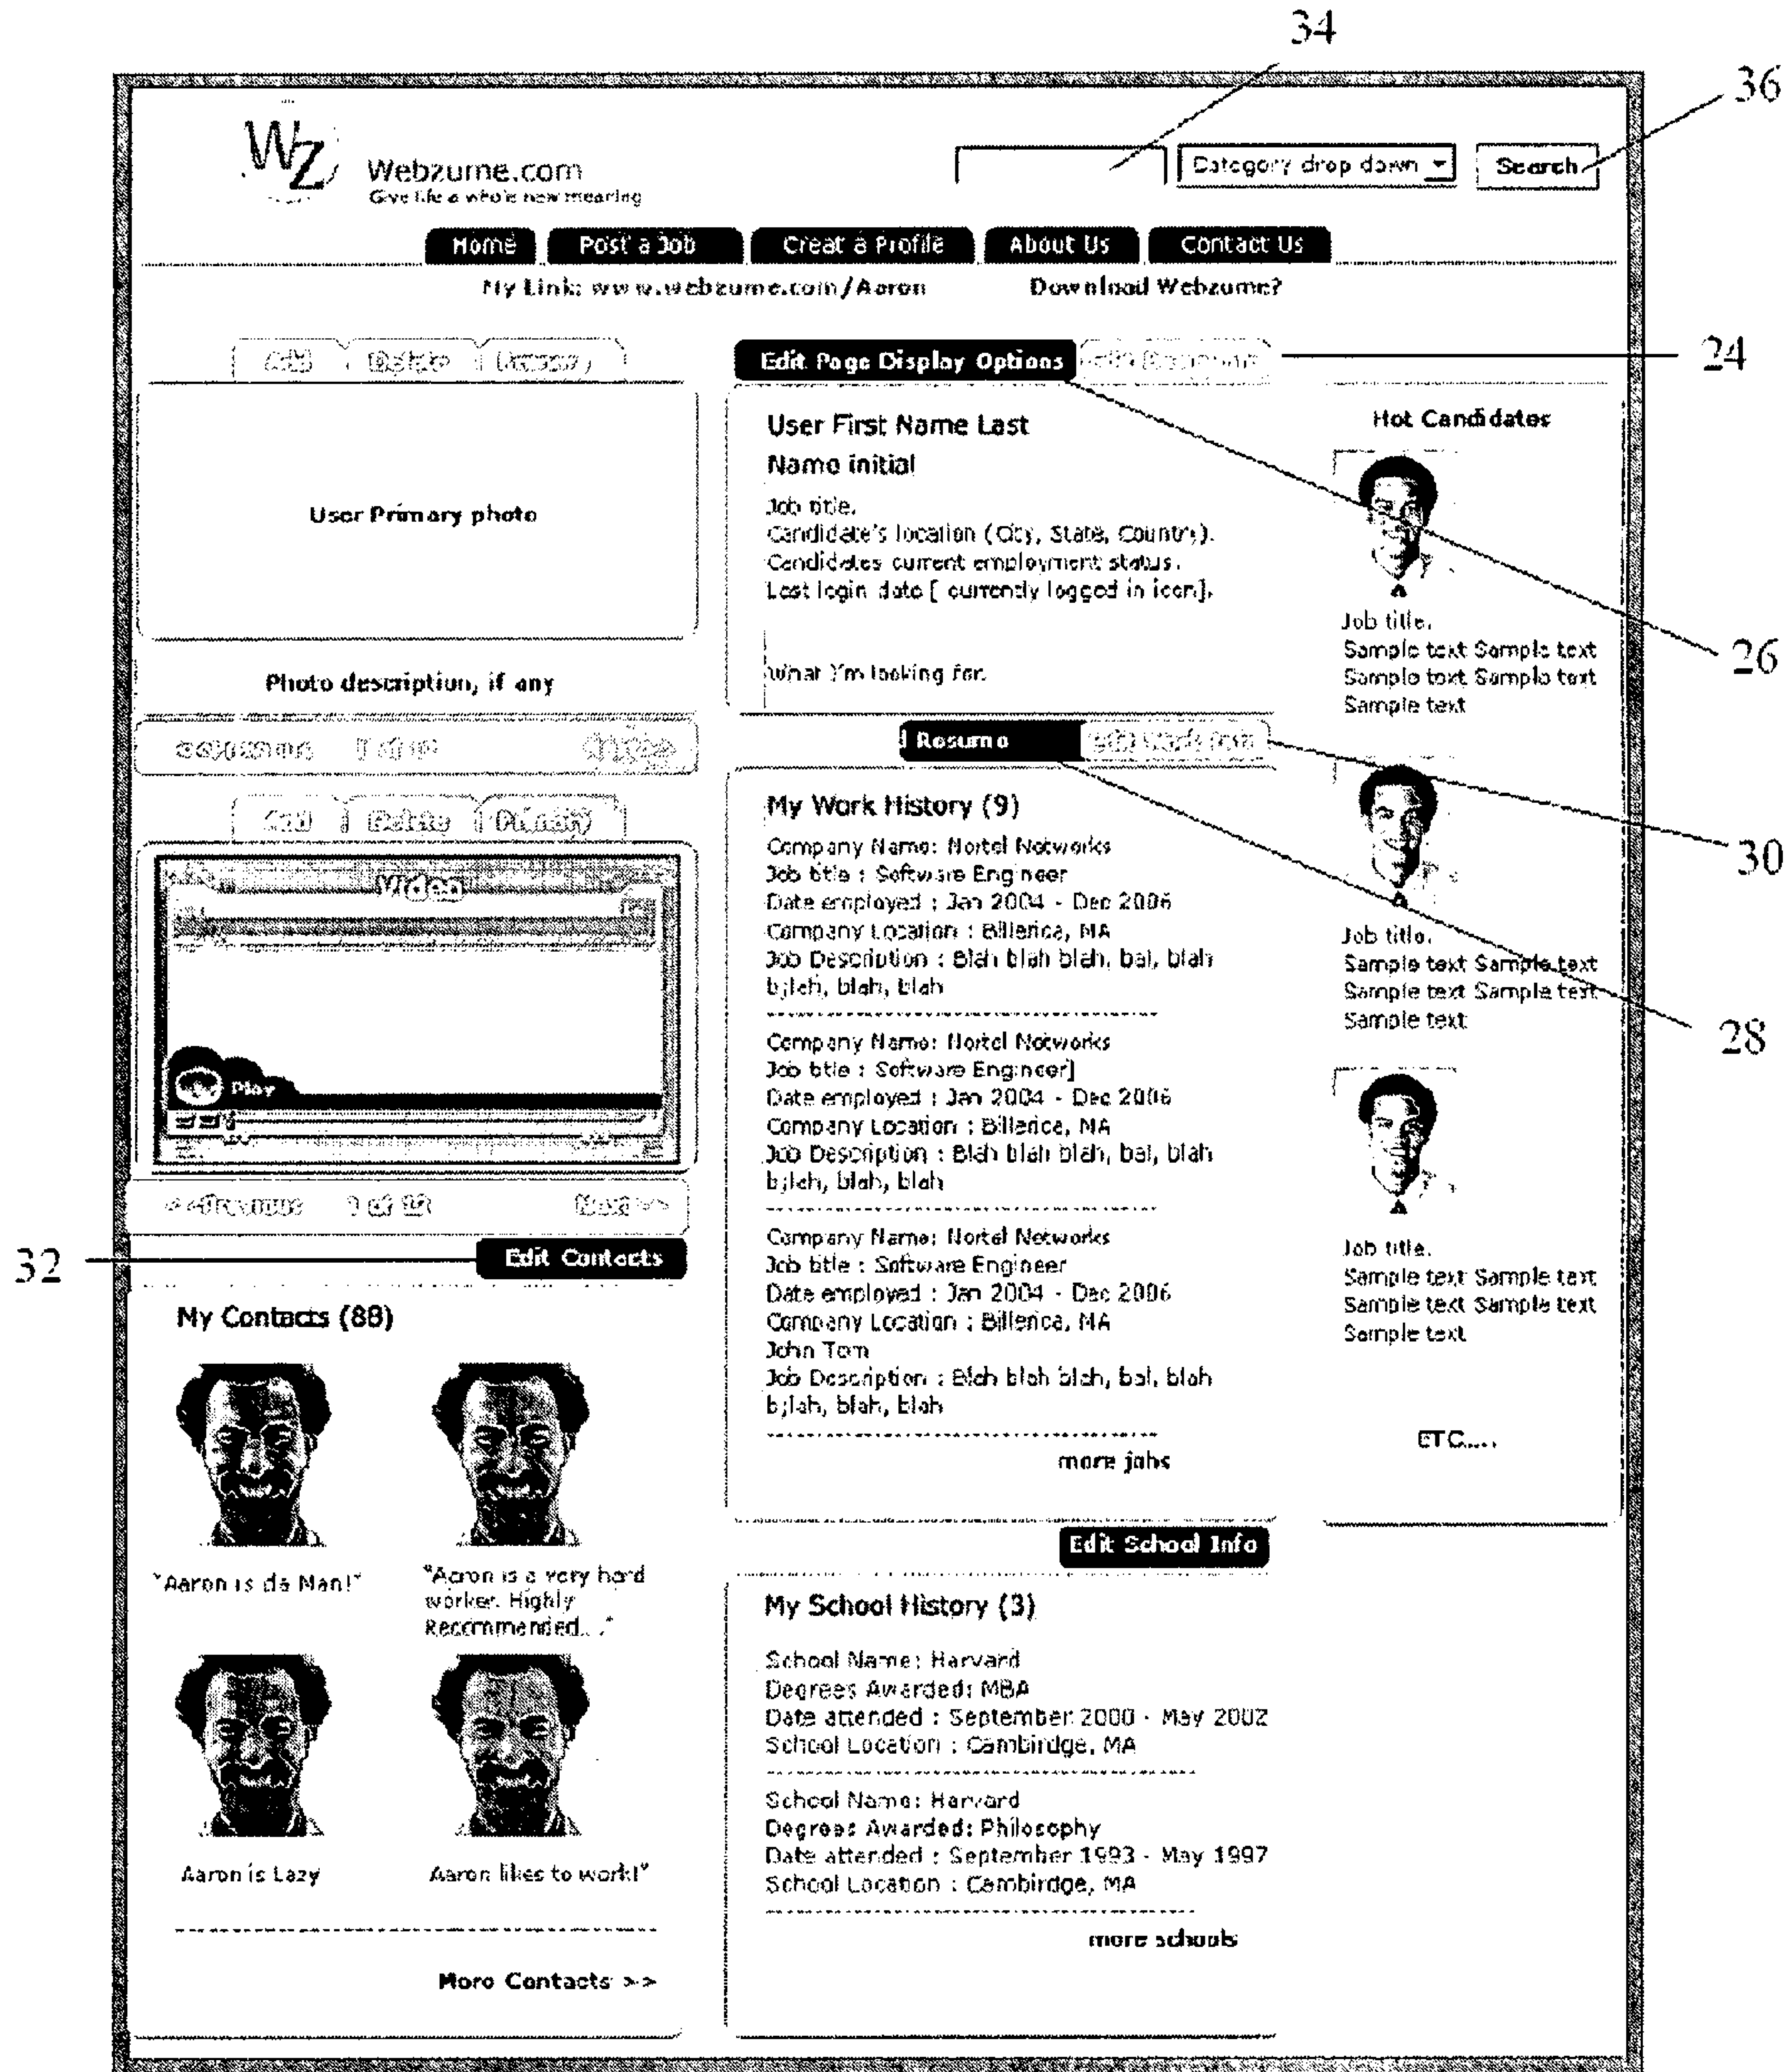 34
36
WZ
Webzume.com
Give life a whole new meaning
Category drop down
Search
Home
Post a Job
Creat a Profile
About Us
Contact Us
My Link: www.webzume.com/Aaron
Download Webzume?
Add
Delete
User Primary photo
Photo description, if any
1 of
Add
Delete
Primary
Video
Play
<<Previous
Next >>
32
Edit Contacts
My Contacts (88)
"Aaron is da Man!"
"Aaron is a very hard
worker. Highly
Recommended..."
Aaron is Lazy
Aaron likes to work!"
More Contacts >>
Edit Page Display Options
24
User First Name Last
Name initial
Job title.
Candidate's location (City, State, Country).
Candidates current employment status.
Last login date [ currently logged in icon].
What I'm looking for.
26
Resume
Edit Work Info
30
28
My Work History (9)
Company Name: Nortel Networks
Job title : Software Engineer
Date employed : Jan 2004 - Dec 2006
Company Location : Billerica, MA
Job Description : Blah blah blah, bal, blah
b;lah, blah, blah
Company Name: Nortel Networks
Job title : Software Engineer]
Date employed : Jan 2004 - Dec 2006
Company Location : Billerica, MA
Job Description : Blah blah blah, bal, blah
b;lah, blah, blah
Company Name: Nortel Networks
Job title : Software Engineer
Date employed : Jan 2004 - Dec 2006
Company Location : Billerica, MA
John Tom
Job Description : Blah blah blah, bal, blah
b;lah, blah, blah
more jobs
Edit School Info
My School History (3)
School Name: Harvard
Degrees Awarded: MBA
Date attended : September 2000 - May 2002
School Location : Cambirdge, MA
School Name: Harvard
Degrees Awarded: Philosophy
Date attended : September 1993 - May 1997
School Location : Cambirdge, MA
more schools
Hot Candidates
Job title.
Sample text Sample text
Sample text Sample text
Sample text
Job title.
Sample text Sample text
Sample text Sample text
Sample text
Job title.
Sample text Sample text
Sample text Sample text
Sample text
ETC....